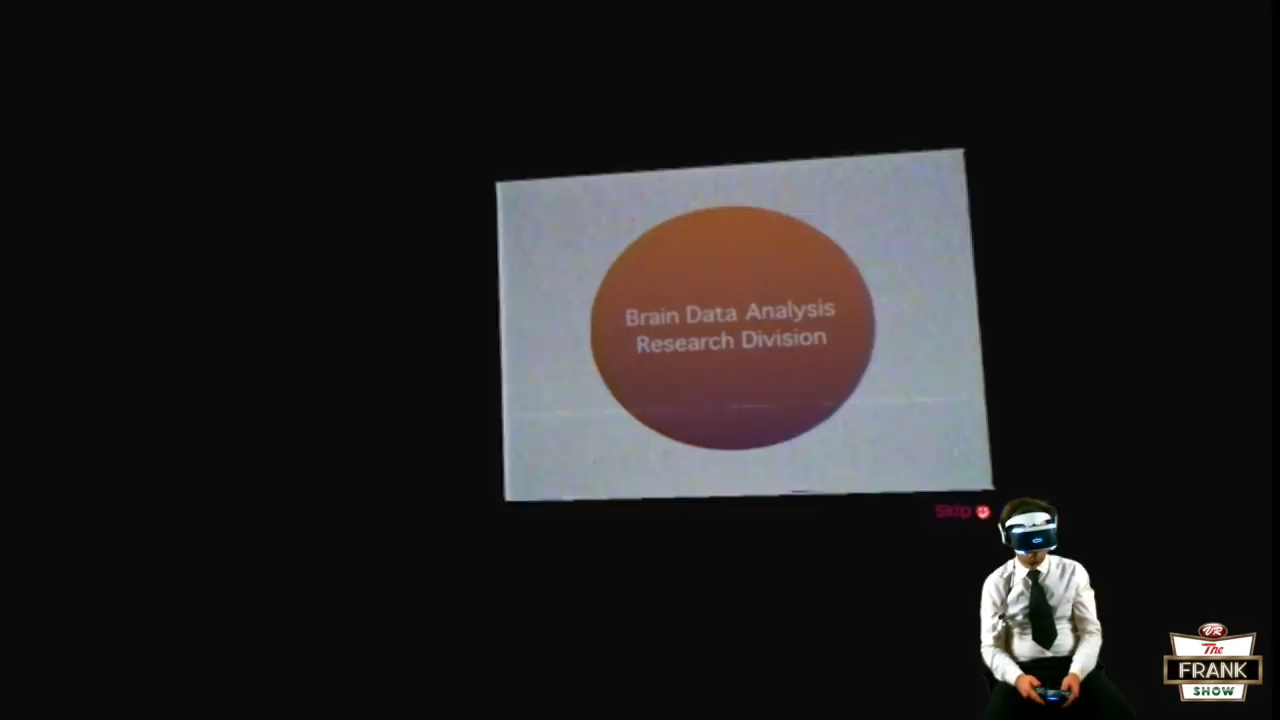 Brain Data Analysis
Research Division
Skip
VR
The
FRANK
SHOW